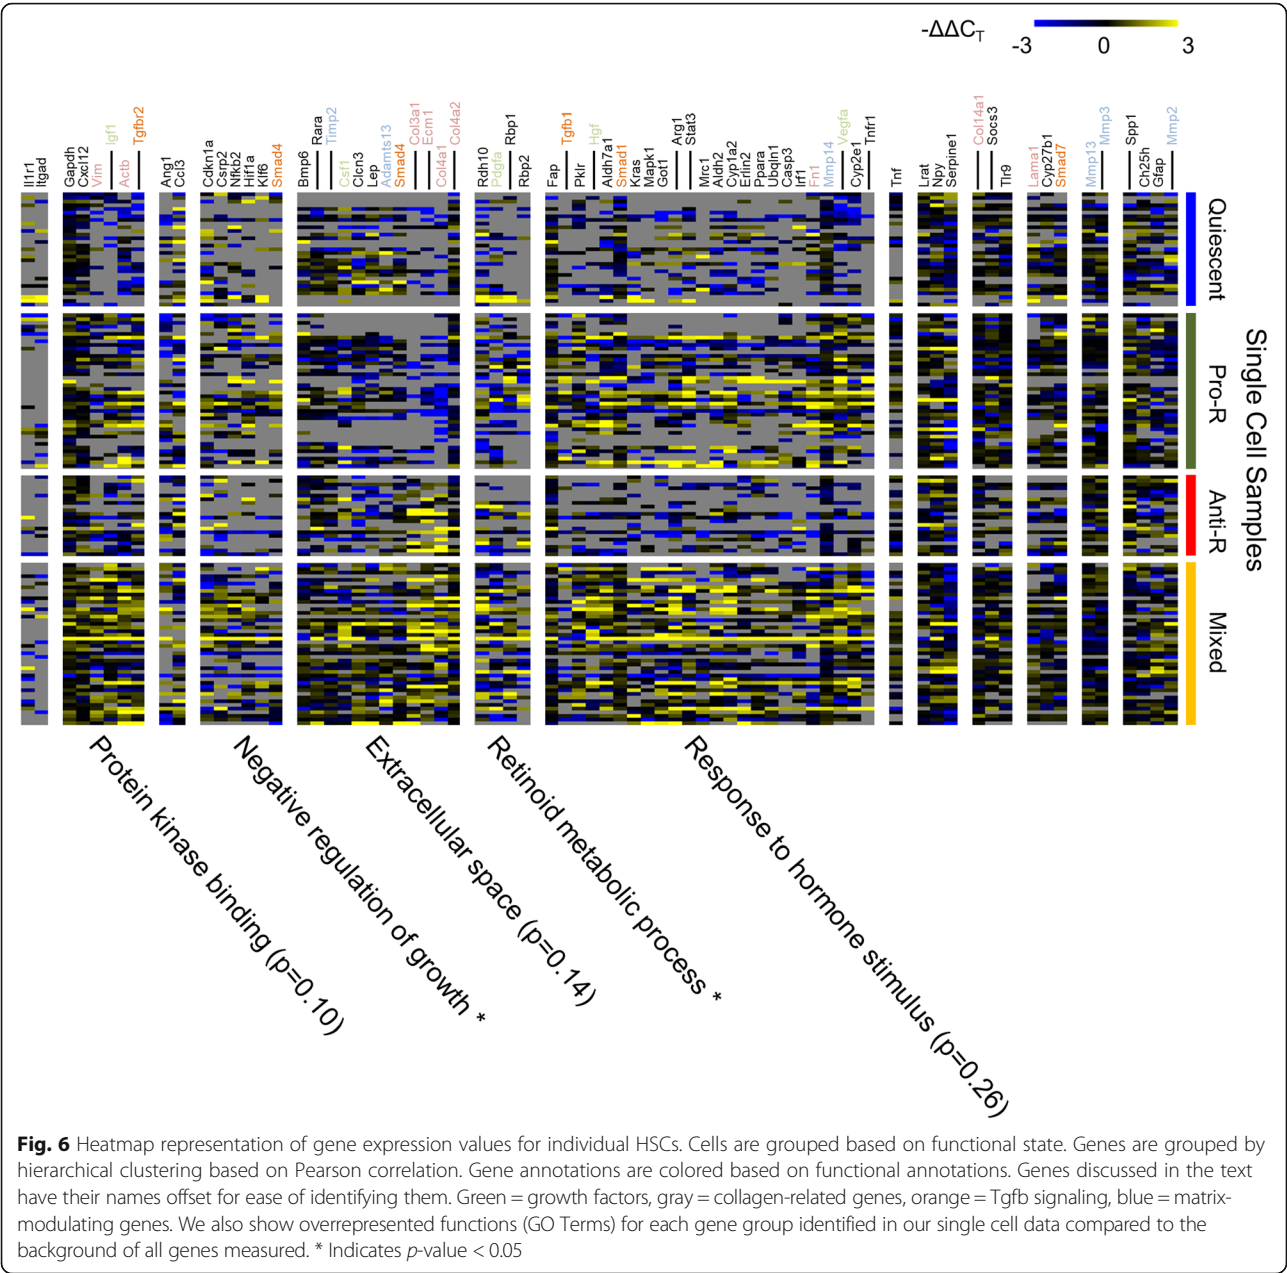 -ΔΔCT
-3 0 3
Il1r1
Itgad
Gapdh
Cxcl12
Vim
Igf1
Actb
Tgfbr2
Ang1
Ccl3
Cdkn1a
Csnp2
Nfkb2
Hif1a
Klf6
Smad4
Bmp6
Rara
Timp2
Csf1
Clcn3
Lep
Adamts13
Smad4
Col3a1
Ecm1
Col4a1
Col4a2
Rdh10
Pdgfa
Rbp1
Rbp2
Fap
Tgfb1
Pklr
Hgf
Aldh7a1
Smad1
Kras
Mapk1
Got1
Arg1
Stat3
Mrc1
Aldh2
Cyp1a2
Erlin2
Ppara
Ubqln1
Casp3
Irf1
Fn1
Mmp14
Vegfa
Cyp2e1
Tnfr1
Tnf
Lrat
Npy
Serpine1
Col14a1
Socs3
Tlr9
Lama1
Cyp27b1
Smad7
Mmp13
Mmp3
Spp1
Ch25h
Gfap
Mmp2
Quiescent
Pro-R
Anti-R
Mixed
Single Cell Samples
Protein kinase binding (p=0.10)
Negative regulation of growth *
Extracellular space (p=0.14)
Retinoid metabolic process *
Response to hormone stimulus (p=0.26)
Fig. 6 Heatmap representation of gene expression values for individual HSCs. Cells are grouped based on functional state. Genes are grouped by
hierarchical clustering based on Pearson correlation. Gene annotations are colored based on functional annotations. Genes discussed in the text
have their names offset for ease of identifying them. Green = growth factors, gray = collagen-related genes, orange = Tgfb signaling, blue = matrix-
modulating genes. We also show overrepresented functions (GO Terms) for each gene group identified in our single cell data compared to the
background of all genes measured. * Indicates p-value < 0.05